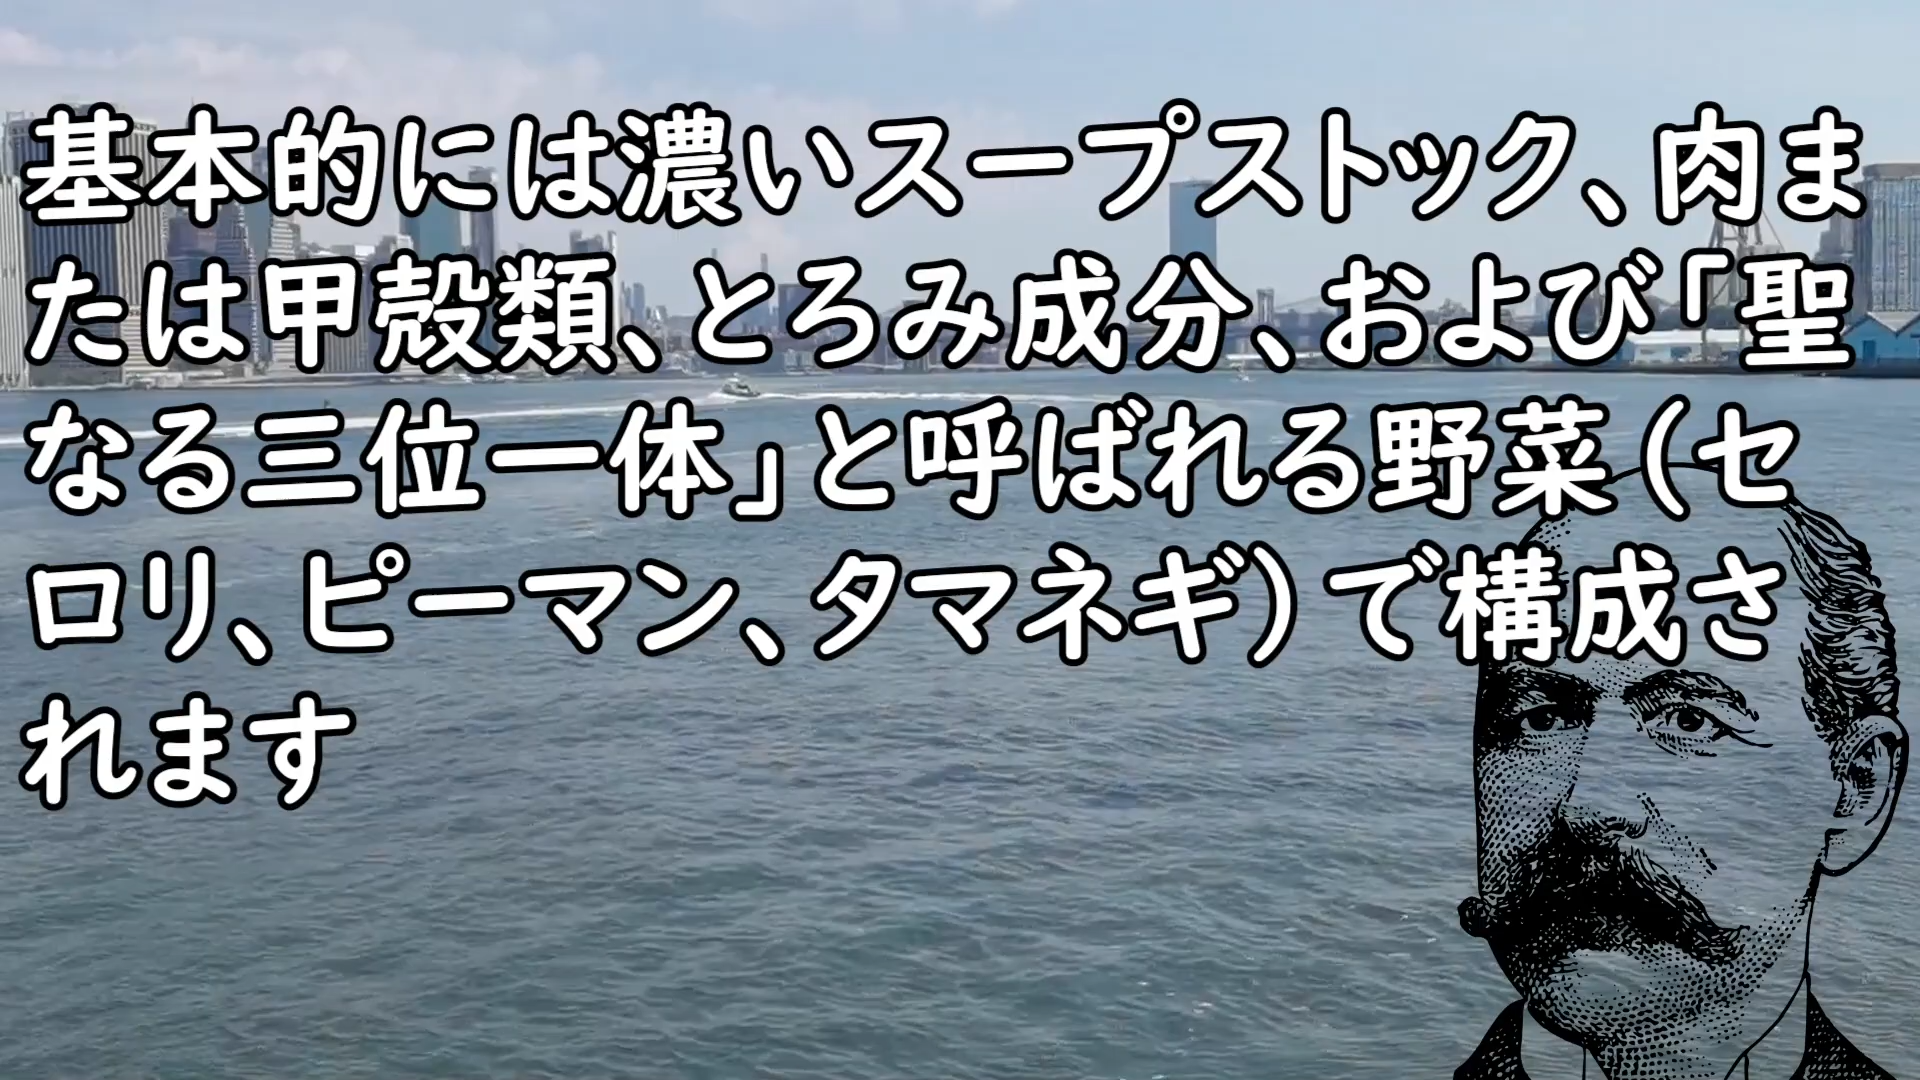 基本的には濃いスープストック、肉ま
たは甲殻類、とろみ成分、および「聖
なる三位一体」と呼ばれる野菜（セ
ロリ、ピーマン、タマネギ）で構成さ
れます